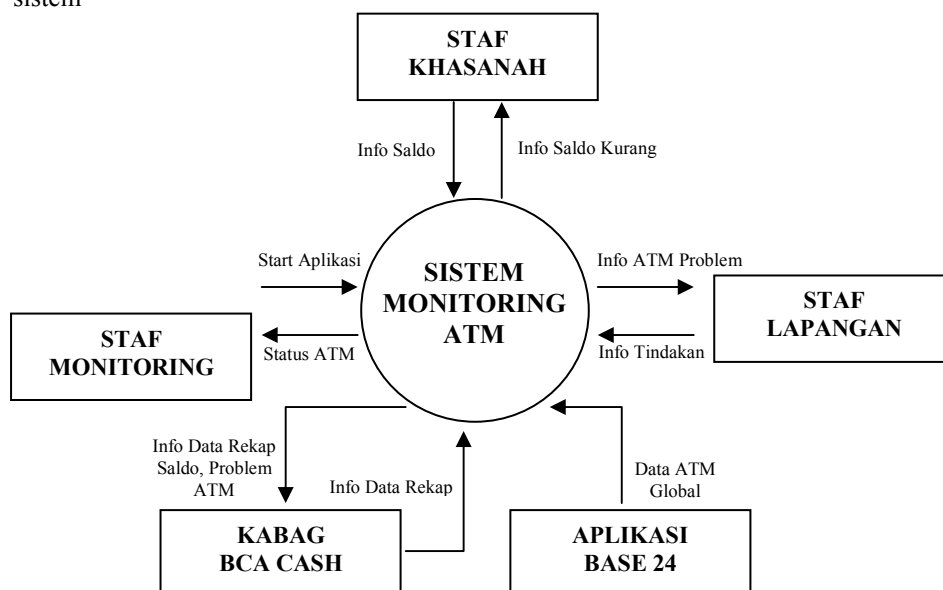 sistem
STAF
KHASANAH
Info Saldo
Info Saldo Kurang
Start Aplikasi
SISTEM
MONITORING
ATM
Info ATM Problem
STAF
LAPANGAN
STAF
MONITORING
Status ATM
Info Tindakan
Info Data Rekap
Saldo, Problem
ATM
Info Data Rekap
Data ATM
Global
KABAG
BCA CASH
APLIKASI
BASE 24